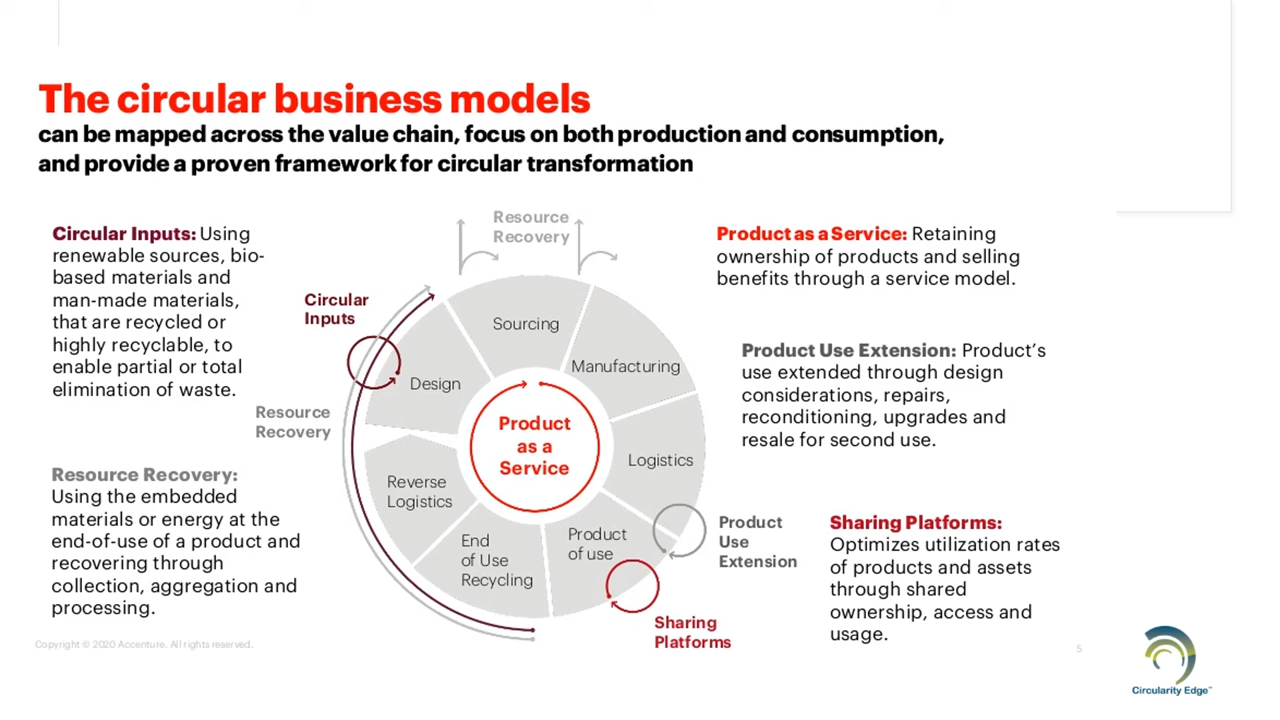 The circular business models
can be mapped across the value chain, focus on both production and consumption,
and provide a proven framework for circular transformation
Circular Inputs: Using
renewable sources, bio-
based materials and
man-made materials,
that are recycled or
highly recyclable, to
enable partial or total
elimination of waste.
Resource Recovery:
Using the embedded
materials or energy at the
end-of-use of a product and
recovering through
collection, aggregation and
processing.
Resource
Recovery
Circular
Inputs
Resource
Recovery
Sourcing
Manufacturing
Design
Logistics
Reverse
Logistics
End
of Use
Recycling
Product
of use
Product
as a
Service
Product
Use
Extension
Sharing
Platforms
Product as a Service: Retaining
ownership of products and selling
benefits through a service model.
Product Use Extension: Product’s
use extended through design
considerations, repairs,
reconditioning, upgrades and
resale for second use.
Sharing Platforms:
Optimizes utilization rates
of products and assets
through shared
ownership, access and
usage.
Copyright © 2020 Accenture. All rights reserved.
5
Circularity Edge™